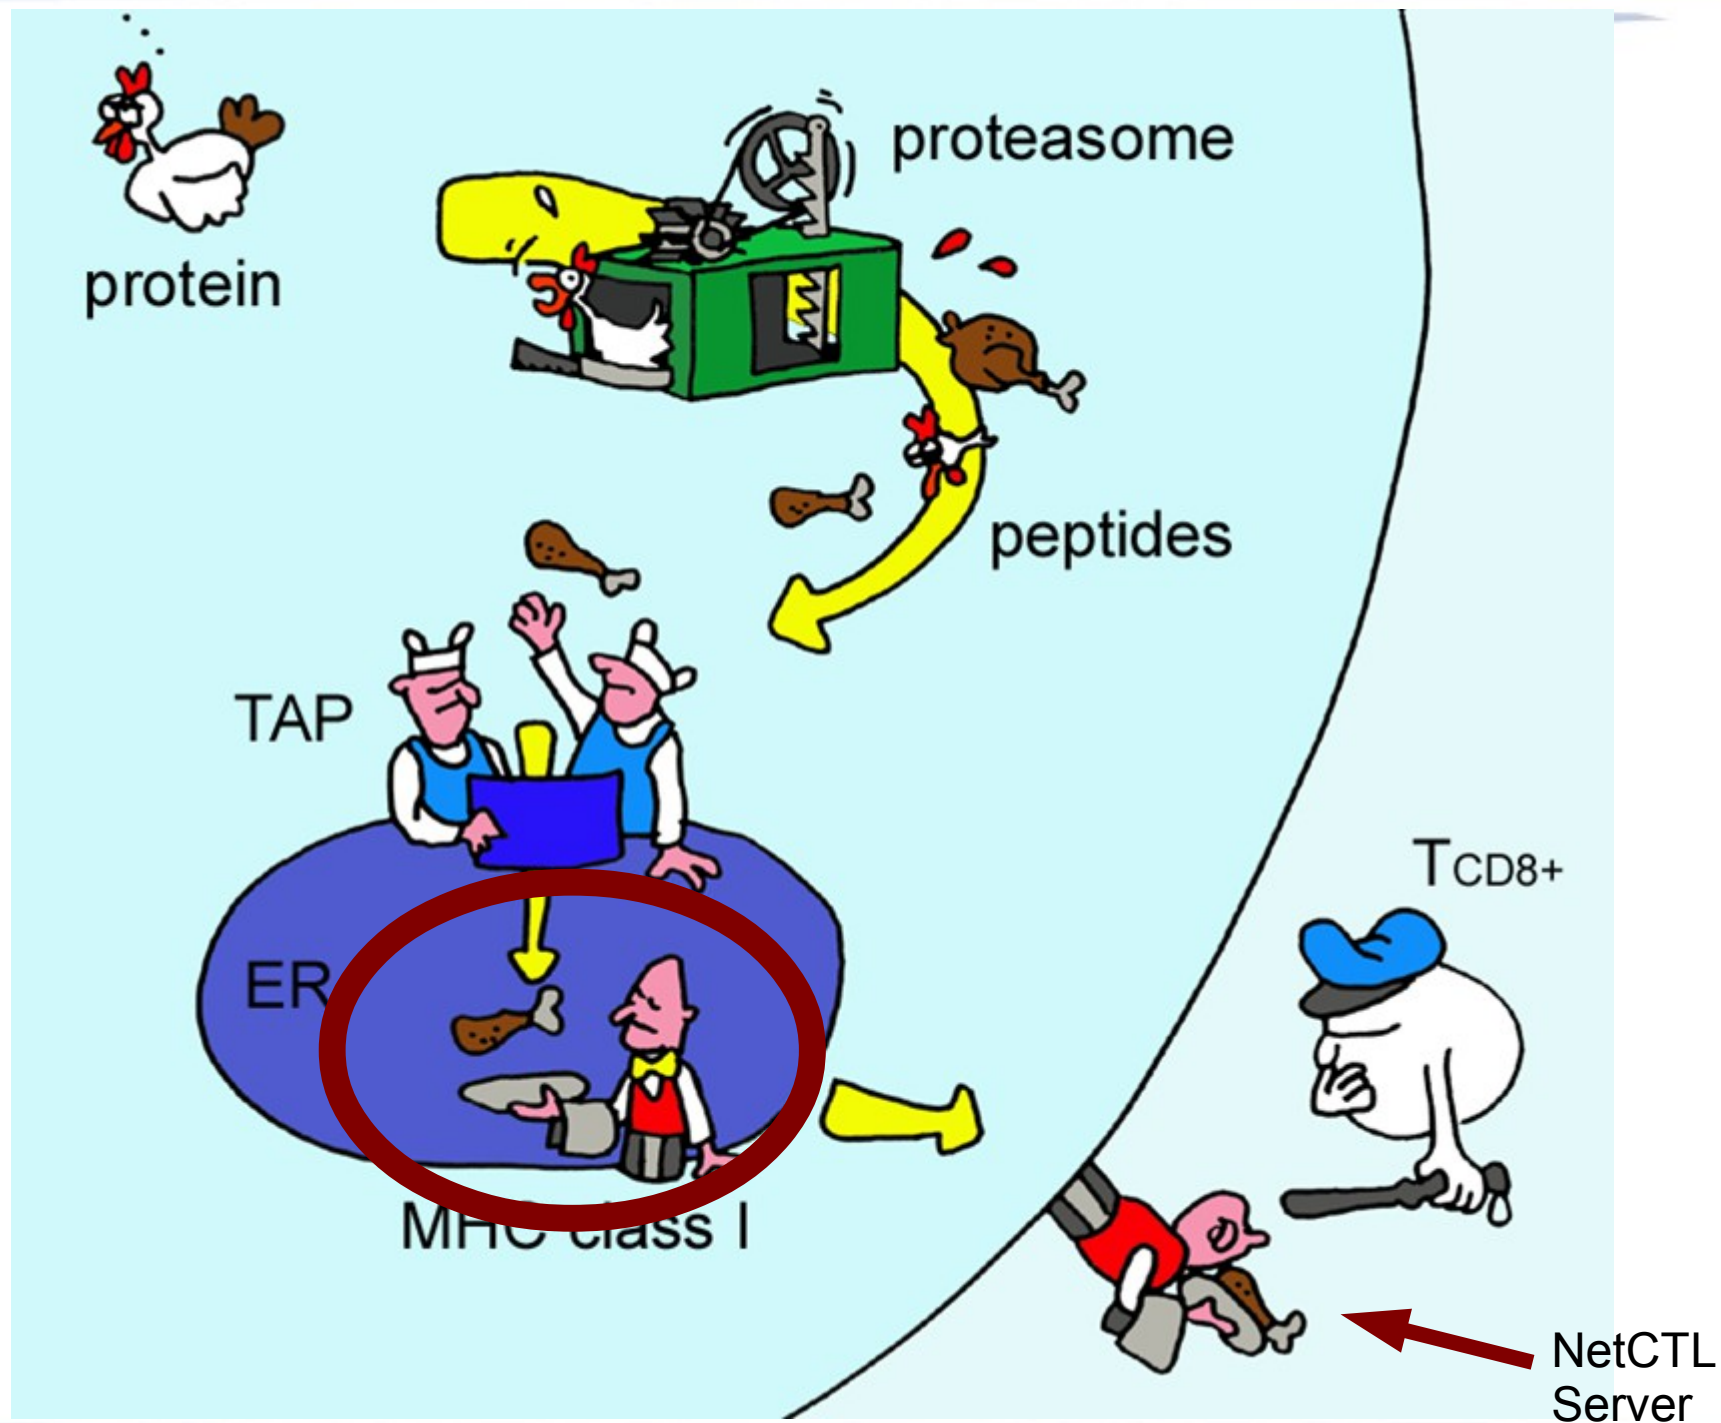 proteasome
protein
peptides
TAP
TCD8+
ER
MHC class I
NetCTL
Server